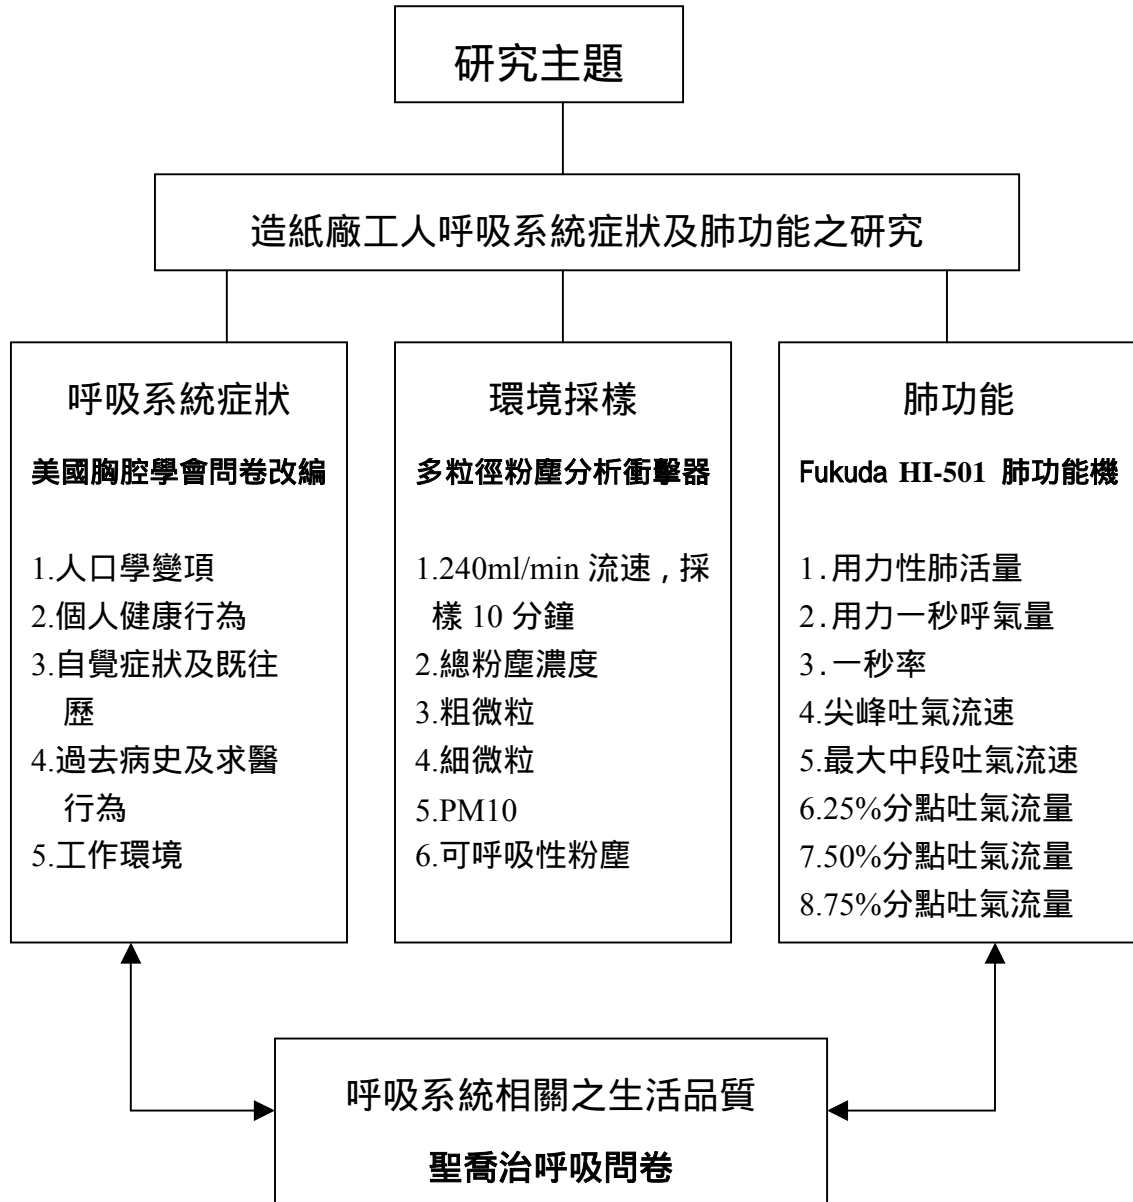 研究主題
造紙廠工人呼吸系統症狀及肺功能之研究
呼吸系統症狀
美國胸腔學會問卷改編
1.人口學變項
2.個人健康行為
3.自覺症狀及既往
歷
4.過去病史及求醫
行為
5.工作環境
環境採樣
多粒徑粉塵分析衝擊器
1.240ml/min 流速，採
樣 10 分鐘
2.總粉塵濃度
3.粗微粒
4.細微粒
5.PM10
6.可呼吸性粉塵
肺功能
Fukuda HI-501 肺功能機
1.用力性肺活量
2.用力一秒呼氣量
3.一秒率
4.尖峰吐氣流速
5.最大中段吐氣流速
6.25%分點吐氣流量
7.50%分點吐氣流量
8.75%分點吐氣流量
呼吸系統相關之生活品質
聖喬治呼吸問卷